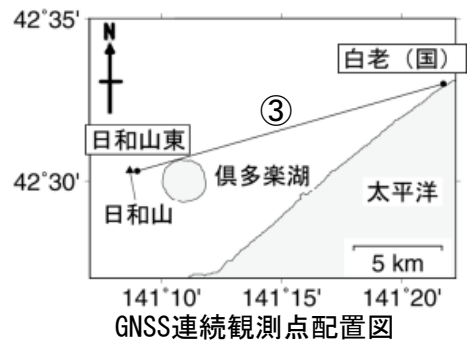 42˚35'
N
白老（国）
③
日和山東
42˚30'
倶多楽湖
日和山
太平洋
5 km
141˚10'
141˚15'
141˚20'
GNSS連続観測点配置図